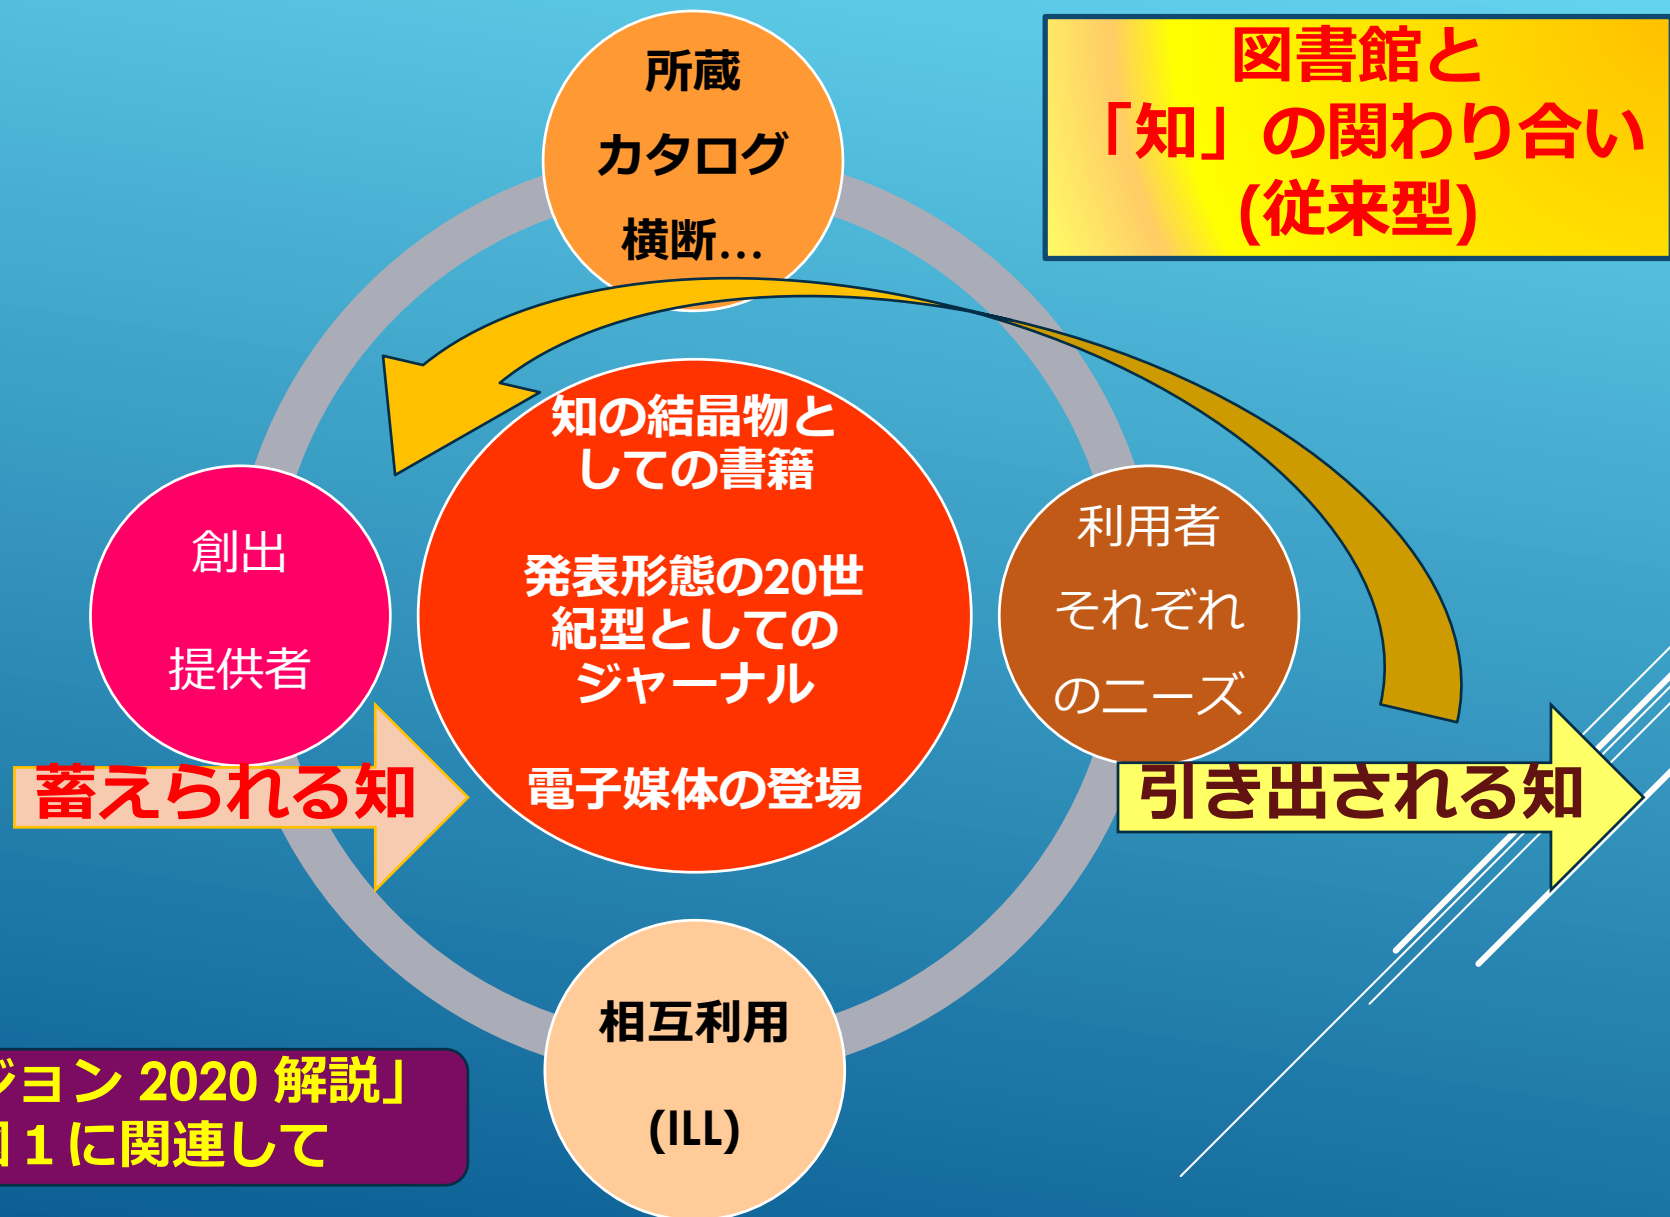 図書館と
「知」の関わり合い
(従来型)
所蔵
カタログ
横断…
知の結晶物と
しての書籍
発表形態の20世
紀型としての
ジャーナル
電子媒体の登場
創出
提供者
利用者
それぞれ
のニーズ
蓄えられる知
引き出される知
相互利用
(ILL)
ジョン 2020 解説」
1に関連して